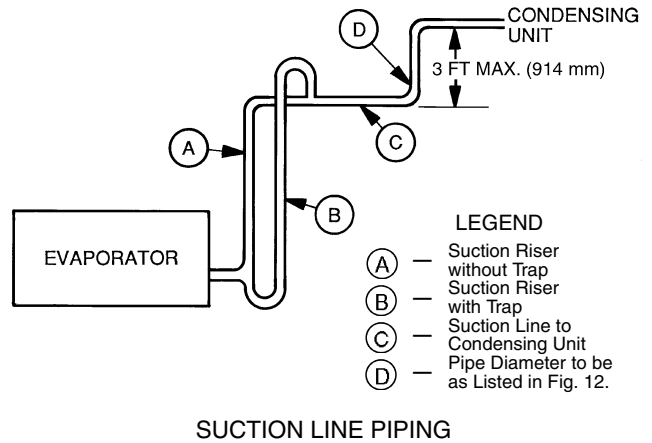 CONDENSING
UNIT
D
3 FT MAX. (914 mm)
A
C
B
EVAPORATOR
LEGEND
A — Suction Riser
without Trap
B — Suction Riser
with Trap
C — Suction Line to
Condensing Unit
D — Pipe Diameter to be
as Listed in Fig. 12.
SUCTION LINE PIPING